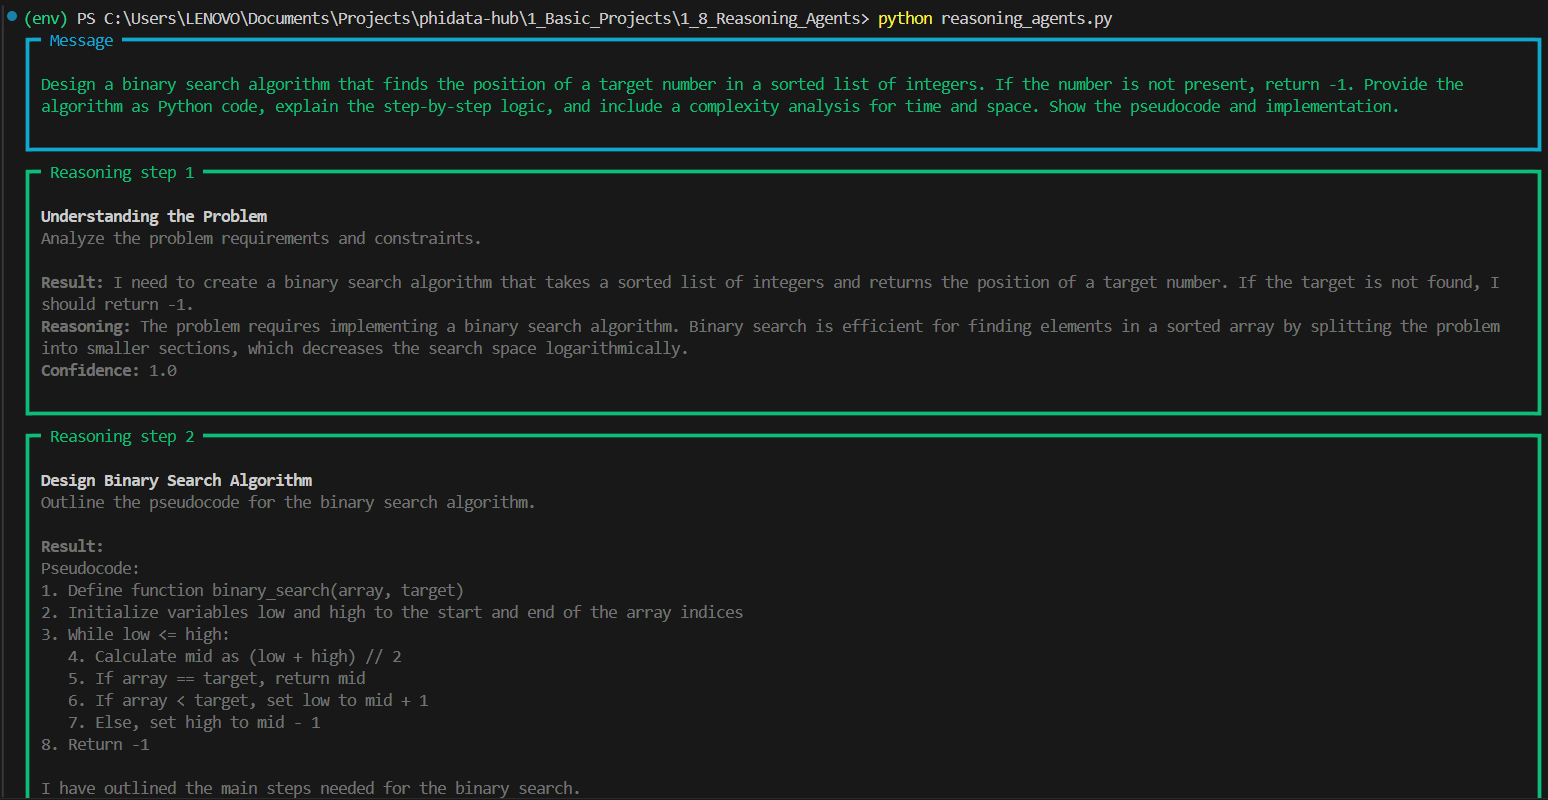 (env) PS C:\Users\LENOVO\Documents\Projects\phidata-hub\1_Basic_Projects\1_8_Reasoning_Agents> python reasoning_agents.py
Message
Design a binary search algorithm that finds the position of a target number in a sorted list of integers. If the number is not present, return -1. Provide the
algorithm as Python code, explain the step-by-step logic, and include a complexity analysis for time and space. Show the pseudocode and implementation.
Reasoning step 1
Understanding the Problem
Analyze the problem requirements and constraints.
Result: I need to create a binary search algorithm that takes a sorted list of integers and returns the position of a target number. If the target is not found, I
should return -1.
Reasoning: The problem requires implementing a binary search algorithm. Binary search is efficient for finding elements in a sorted array by splitting the problem
into smaller sections, which decreases the search space logarithmically.
Confidence: 1.0
Reasoning step 2
Design Binary Search Algorithm
Outline the pseudocode for the binary search algorithm.
Result:
Pseudocode:
1. Define function binary_search(array, target)
2. Initialize variables low and high to the start and end of the array indices
3. While low <= high:
4. Calculate mid as (low + high) // 2
5. If array == target, return mid
6. If array < target, set low to mid + 1
7. Else, set high to mid - 1
8. Return -1
I have outlined the main steps needed for the binary search.